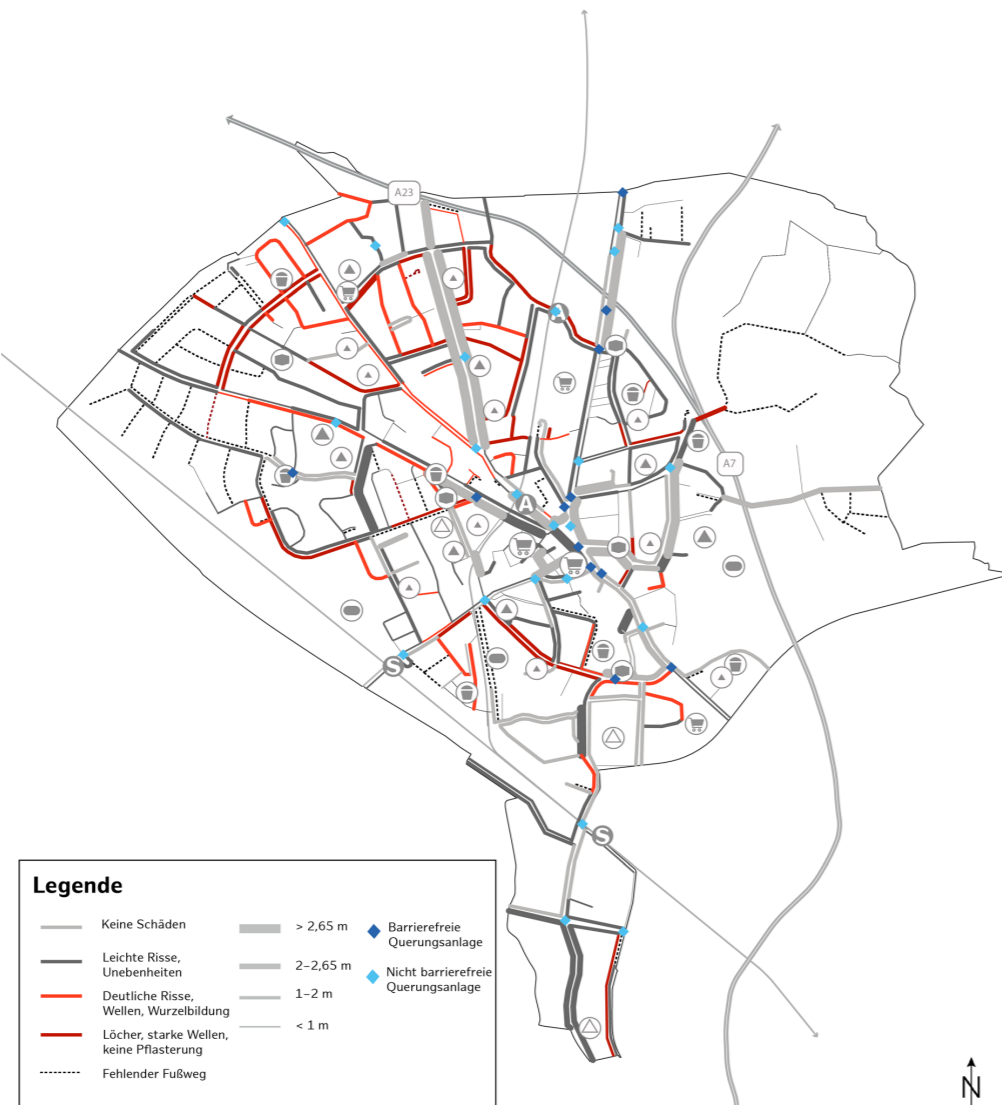 A23
A
A7
A
S
S
Legende
Keine Schäden
Leichte Risse,
Unebenheiten
Deutliche Risse,
Wellen, Wurzelbildung
Löcher, starke Wellen,
keine Pflasterung
Fehlender Fußweg
> 2,65 m
2–2,65 m
1–2 m
< 1 m
Barrierefreie
Querungsanlage
Nicht barrierefreie
Querungsanlage
N